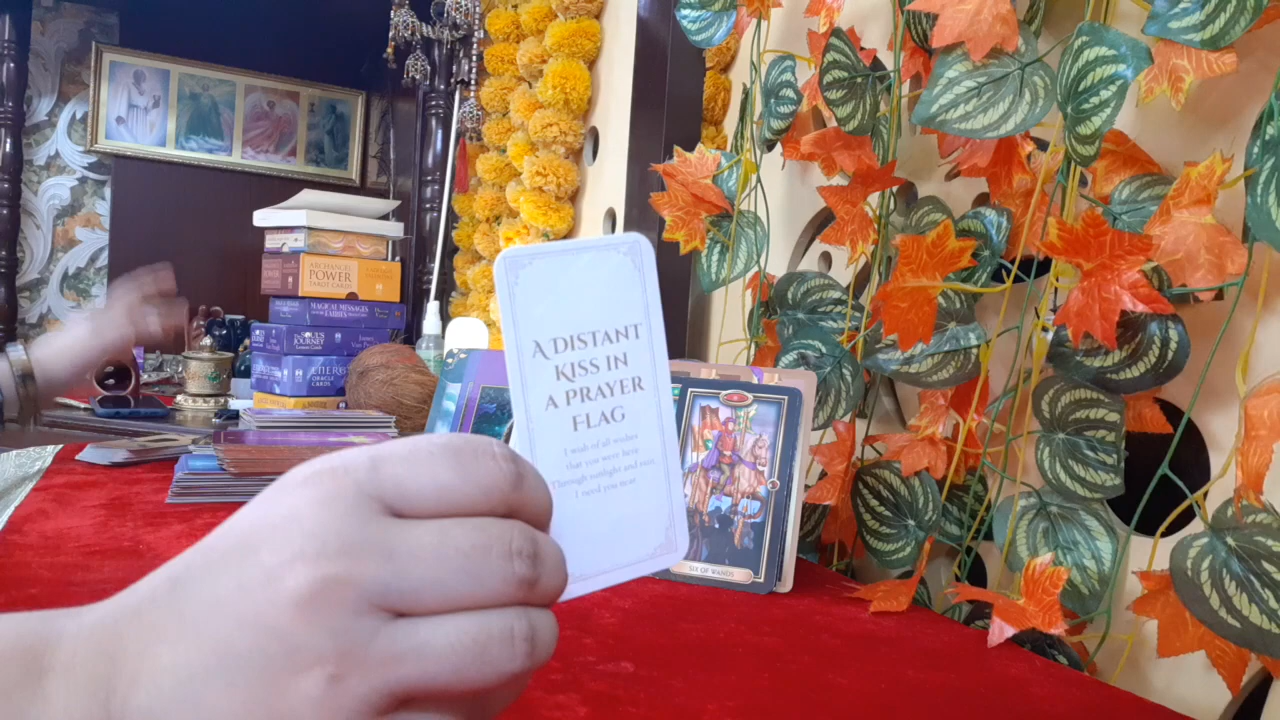 ARCHANGEL
POWER
TAROT CARDS
MAGICAL MESSAGES
FAIRIES
SOUL'S
JOURNEY
ENERGY
ORACLE
CARDS
A DISTANT
KISS IN
A PRAYER
FLAG
I wish of all wishes
that you were here
Through sunlight and rain
I need you near
SIX OF WANDS